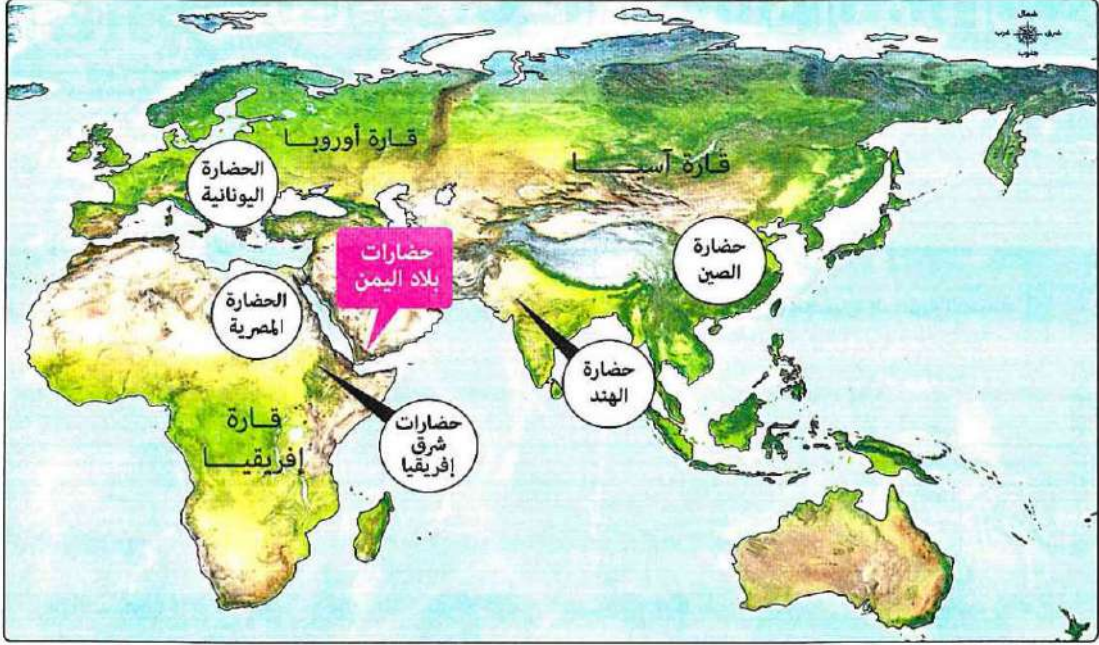 شمال
شرق
غرب
جنوب
قارة أوروبا
قارة آسيا
الحضارة
اليونانية
حضارات
بلاد اليمن
حضارة
الصين
الحضارة
المصرية
حضارة
الهند
قارة
إفريقيا
حضارات
شرق
إفريقيا